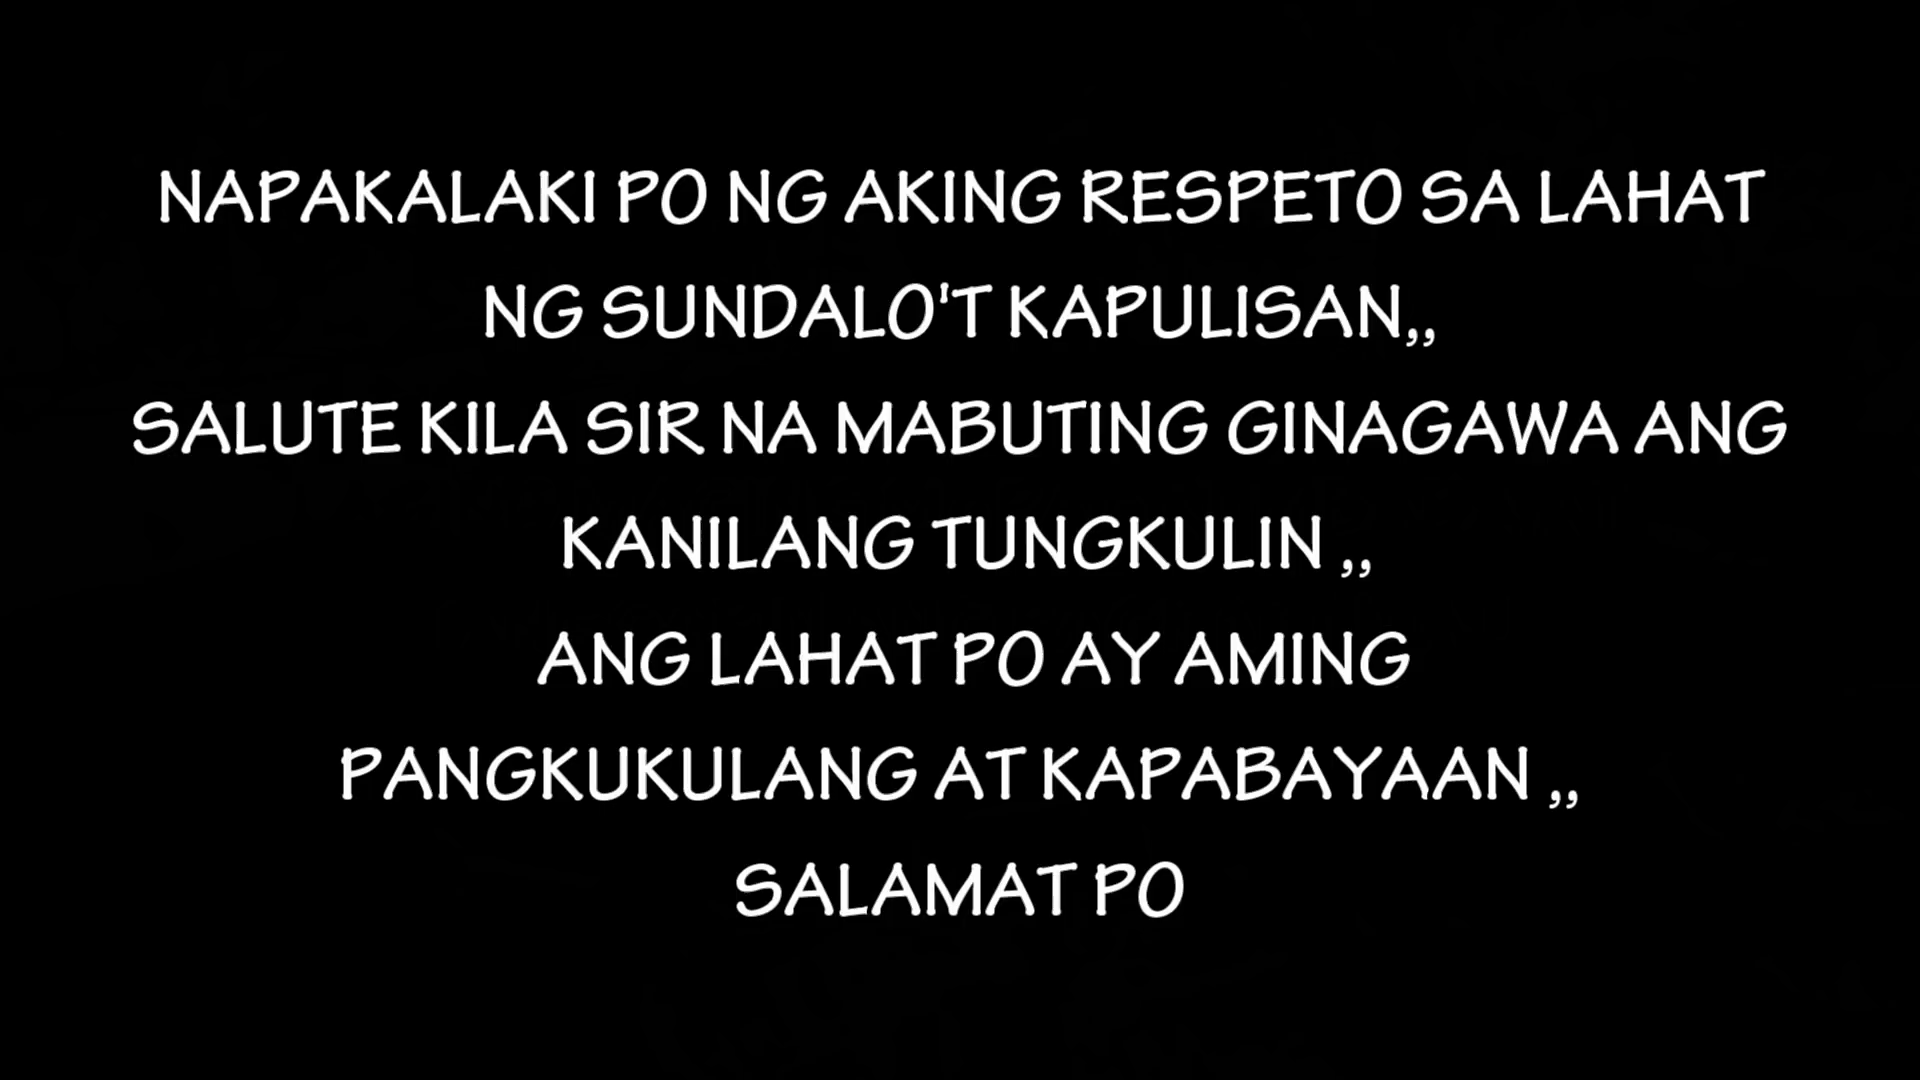 NAPAKALAKI PO NG AKING RESPETO SA LAHAT
NG SUNDALO'T KAPULISAN,,
SALUTE KILA SIR NA MABUTING GINAGAWA ANG
KANILANG TUNGKULIN ,,
ANG LAHAT PO AY AMING
PANGKUKULANG AT KAPABAYAAN ,,
SALAMAT PO